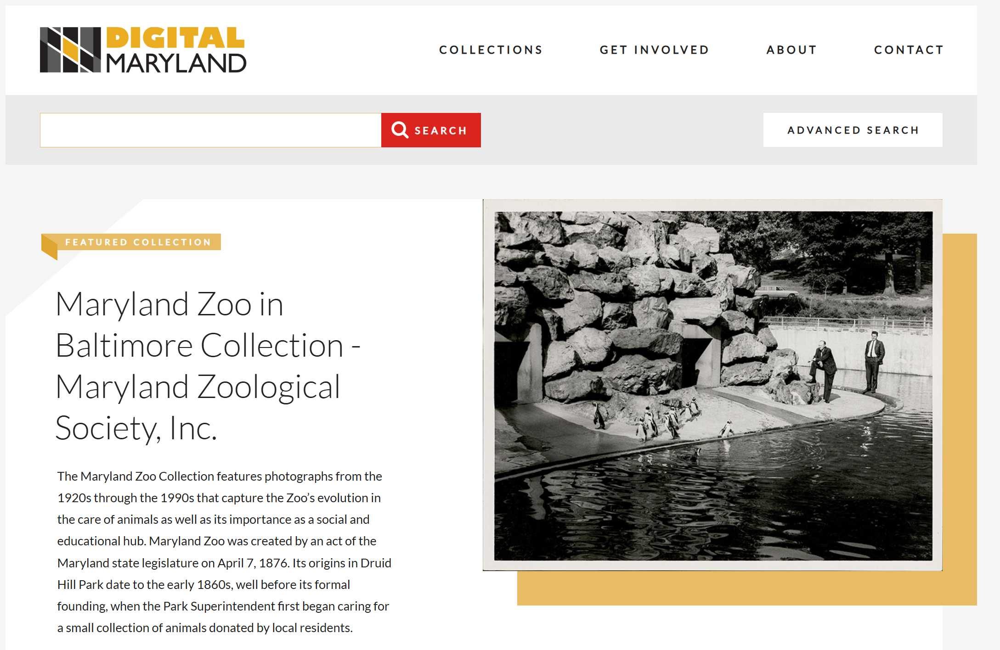 DIGITAL
MARYLAND
COLLECTIONS
GET INVOLVED
ABOUT
CONTACT
SEARCH
ADVANCED SEARCH
FEATURED COLLECTION
Maryland Zoo in
Baltimore Collection -
Maryland Zoological
Society, Inc.
The Maryland Zoo Collection features photographs from the
1920s through the 1990s that capture the Zoo’s evolution in
the care of animals as well as its importance as a social and
educational hub. Maryland Zoo was created by an act of the
Maryland state legislature on April 7, 1876. Its origins in Druid
Hill Park date to the early 1860s, well before its formal
founding, when the Park Superintendent first began caring for
a small collection of animals donated by local residents.